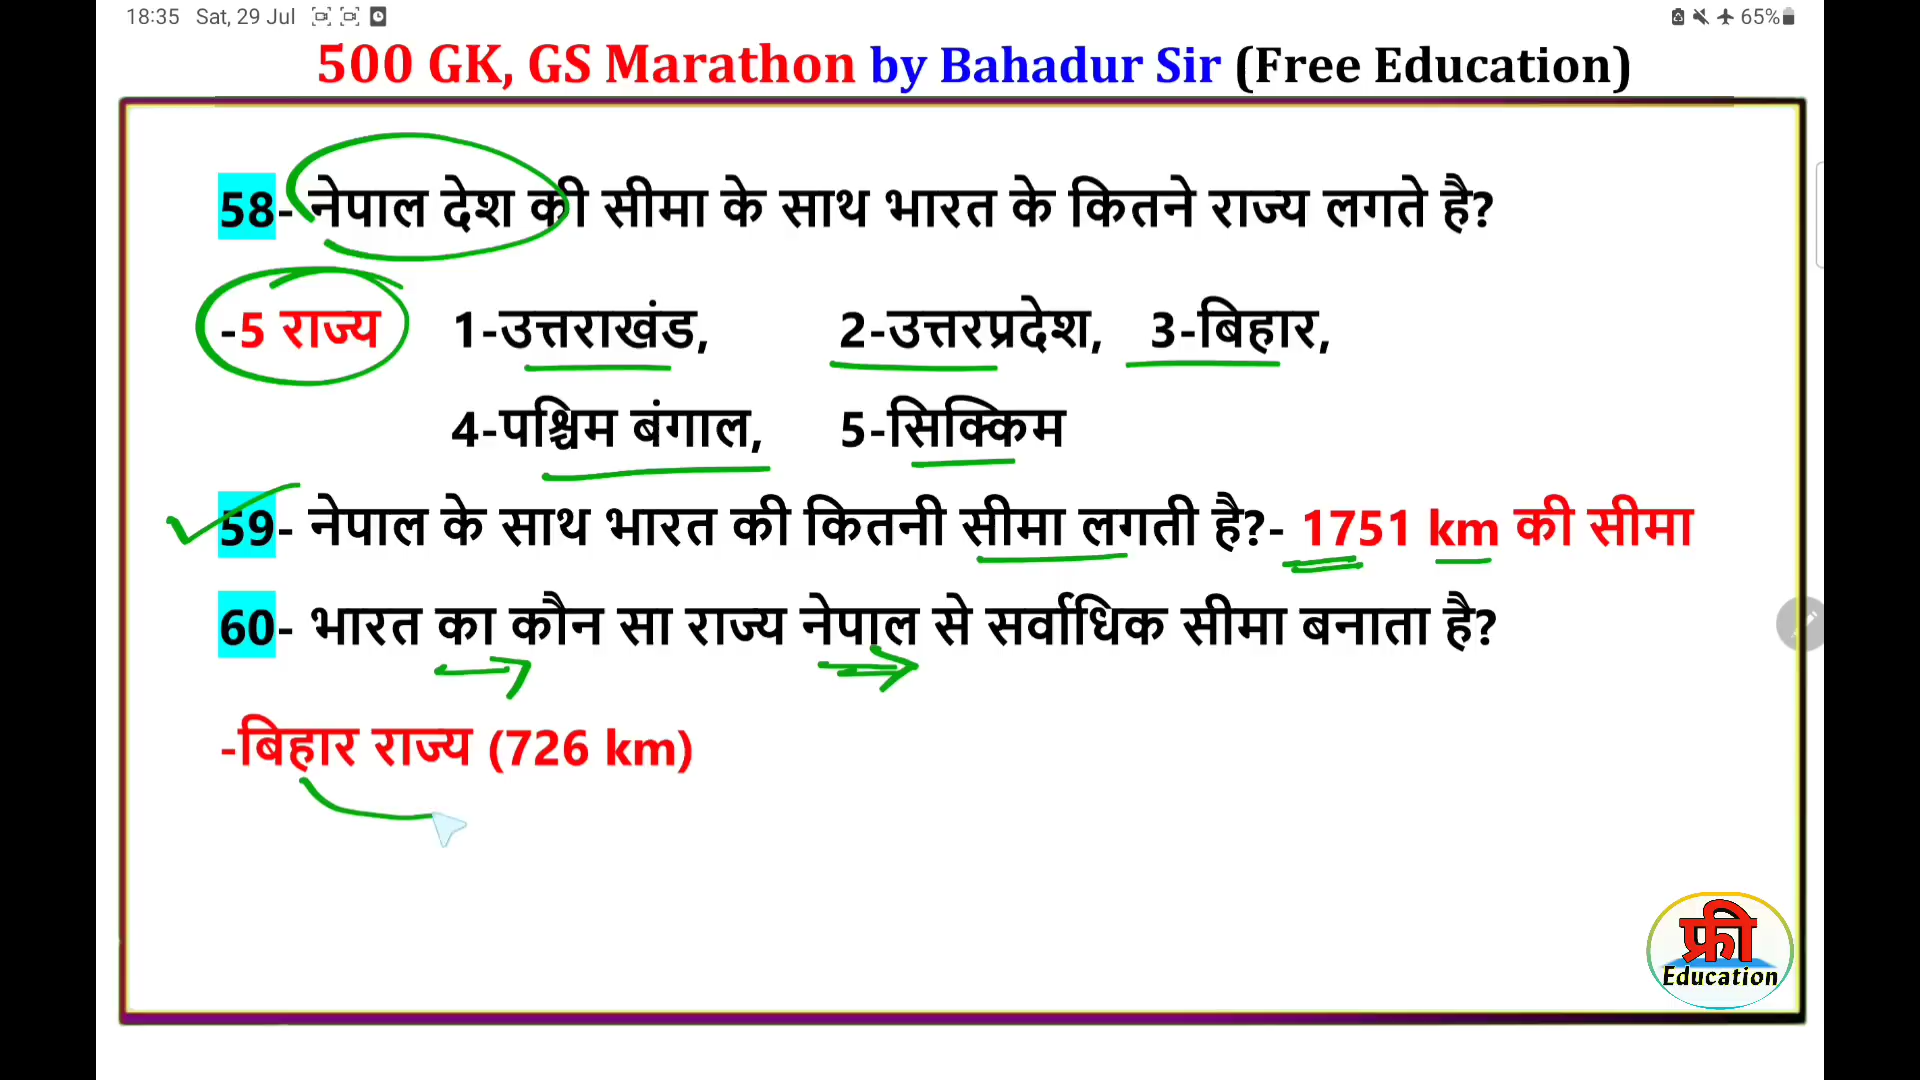 18:35 Sat, 29 Jul 65%
500 GK, GS Marathon by Bahadur Sir (Free Education)
58- नेपाल देश की सीमा के साथ भारत के कितने राज्य लगते है?
-5 राज्य 1-उत्तराखंड, 2-उत्तरप्रदेश, 3-बिहार,
4-पश्चिम बंगाल, 5-सिक्किम
59- नेपाल के साथ भारत की कितनी सीमा लगती है?- 1751 km की सीमा
60- भारत का कौन सा राज्य नेपाल से सर्वाधिक सीमा बनाता है?
-बिहार राज्य (726 km)
फ्री
Education